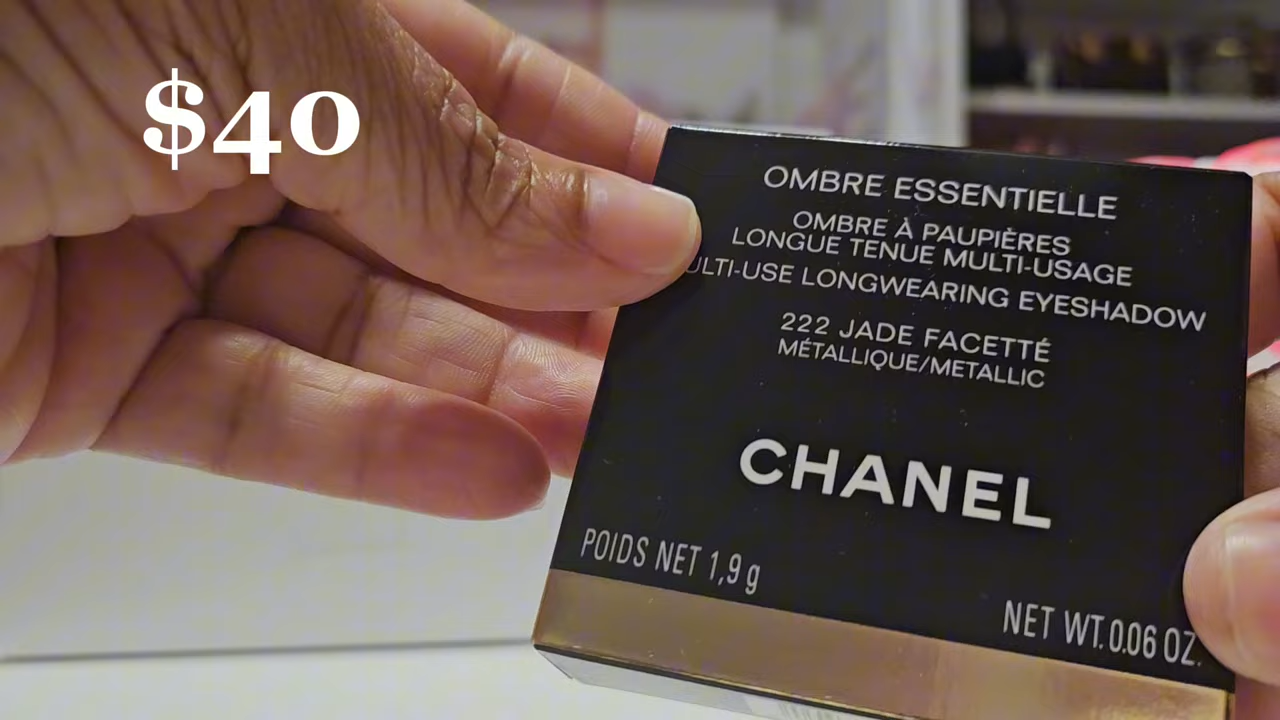 $40
OMBRE ESSENTIELLE
OMBRE À PAUPIÈRES
LONGUE TENUE MULTI-USAGE
ULTI-USE LONGWEARING EYESHADOW
222 JADE FACETTÉ
MÉTALLIQUE/METALLIC
CHANEL
POIDS NET 1,9 g
NET WT. 0.06 OZ.